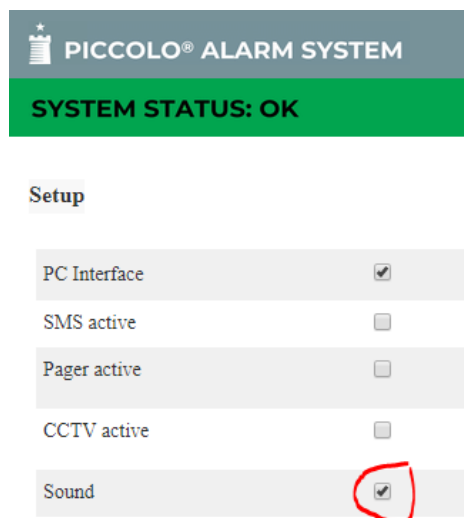 PICCOLO® ALARM SYSTEM
SYSTEM STATUS: OK
Setup
PC Interface
SMS active
Pager active
CCTV active
Sound